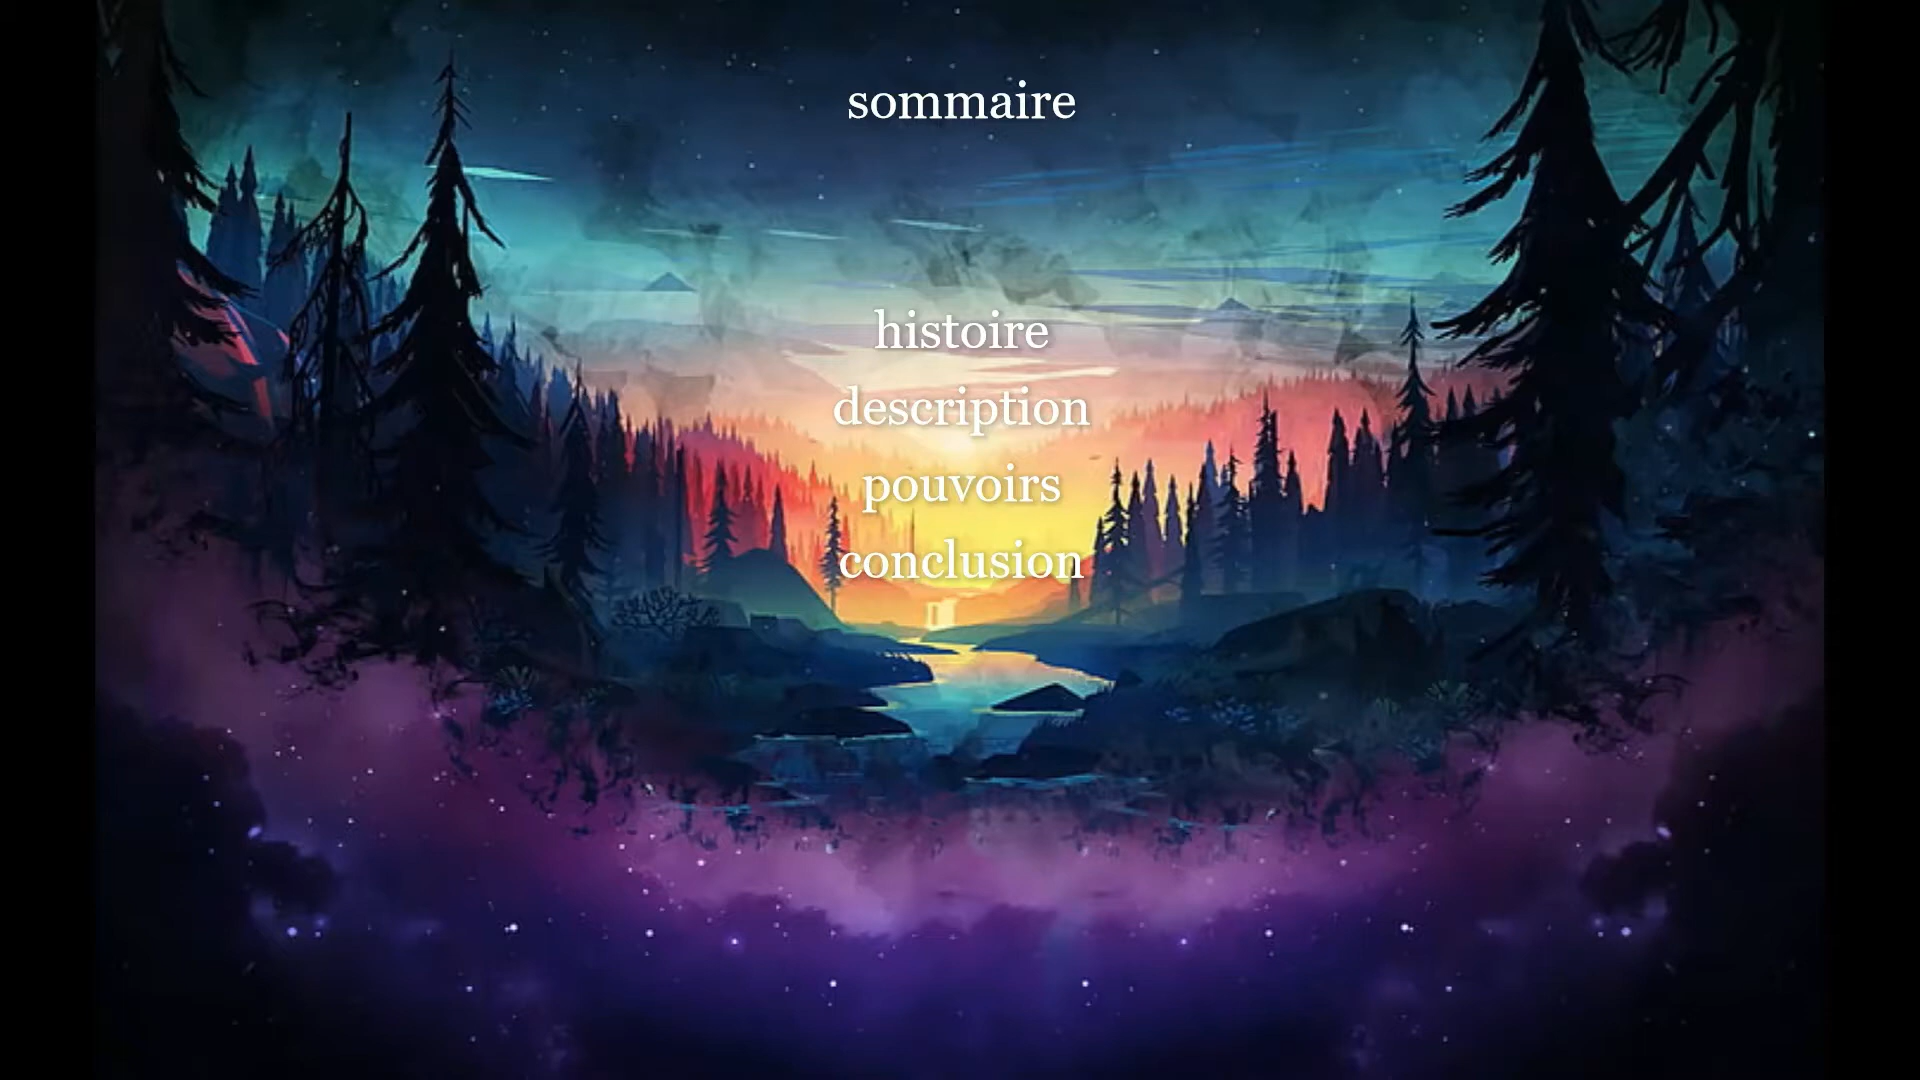 sommaire
histoire
description
pouvoirs
conclusion